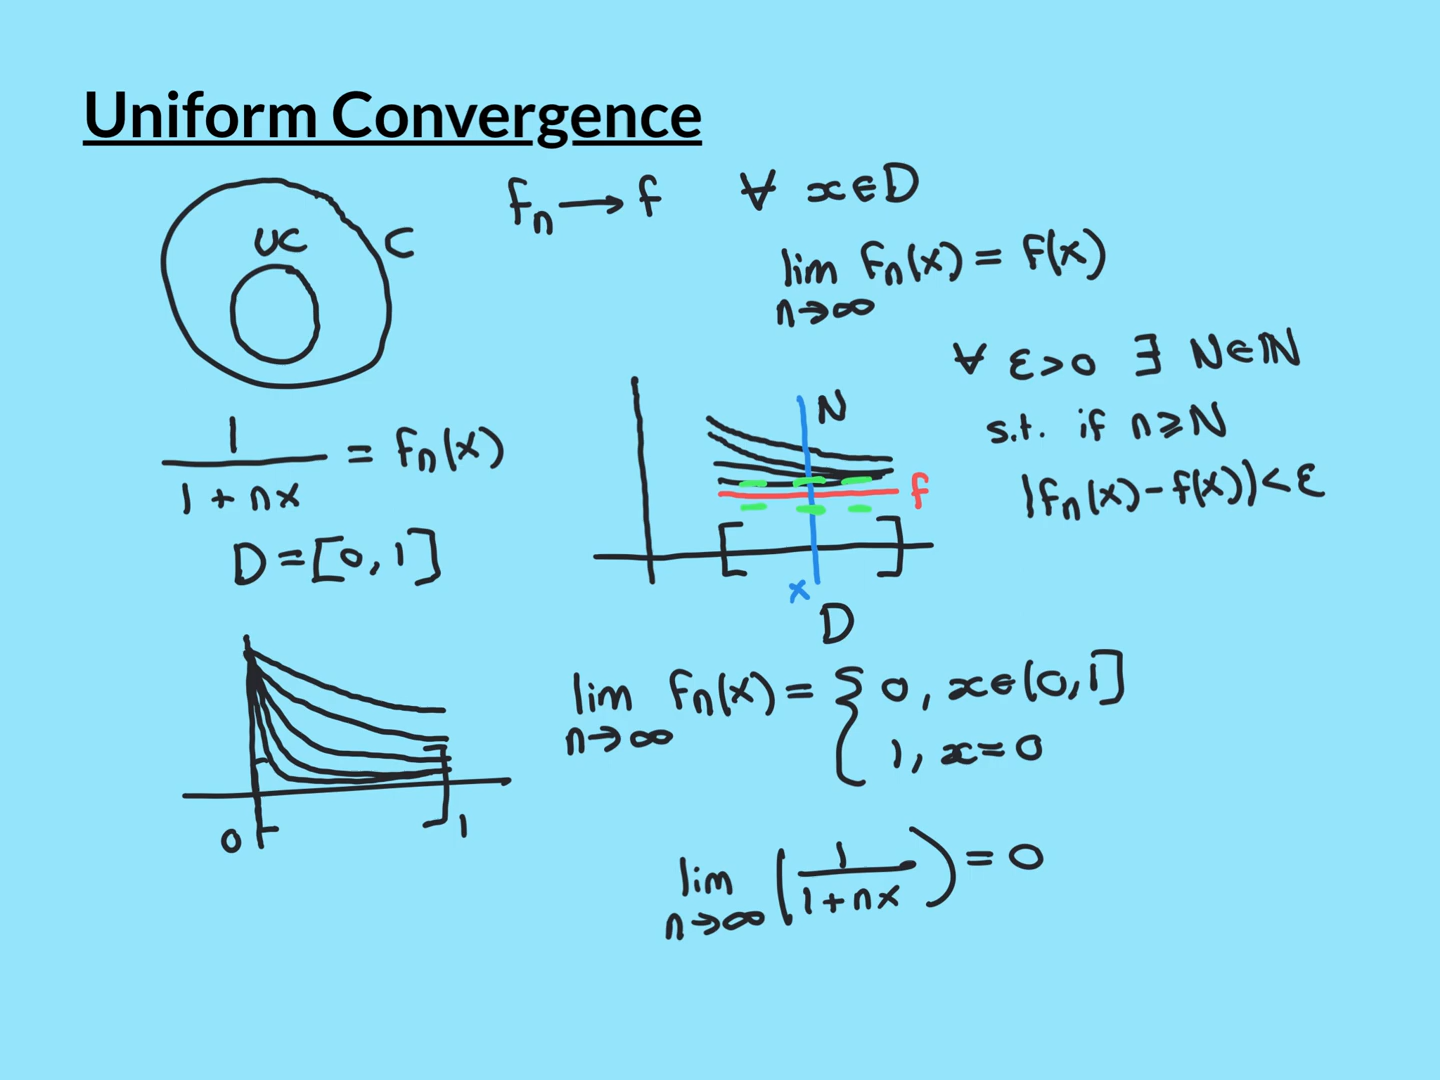 Uniform Convergence
UC C
fn → f ∀ x∈D
lim fn(x) = f(x)
n→∞
∀ ε>0 ∃ N∈ℕ
s.t. if n≥N
|fn(x) - f(x)|<ε
1
1 + nx
= fn(x)
D=[0,1]
N
f
x
D
0 1
lim fn(x) = { 0, x∈(0,1]
n→∞
1, x=0
lim (1/1+nx) = 0
n→∞